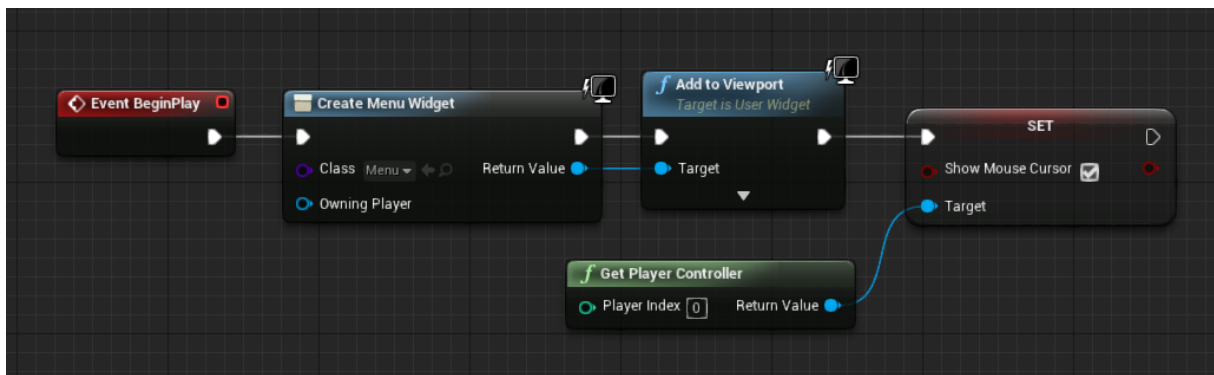 Event BeginPlay
Create Menu Widget
Class Menu
Return Value
Owning Player
f Add to Viewport
Target is User Widget
Target
SET
Show Mouse Cursor
Target
f Get Player Controller
Player Index 0
Return Value